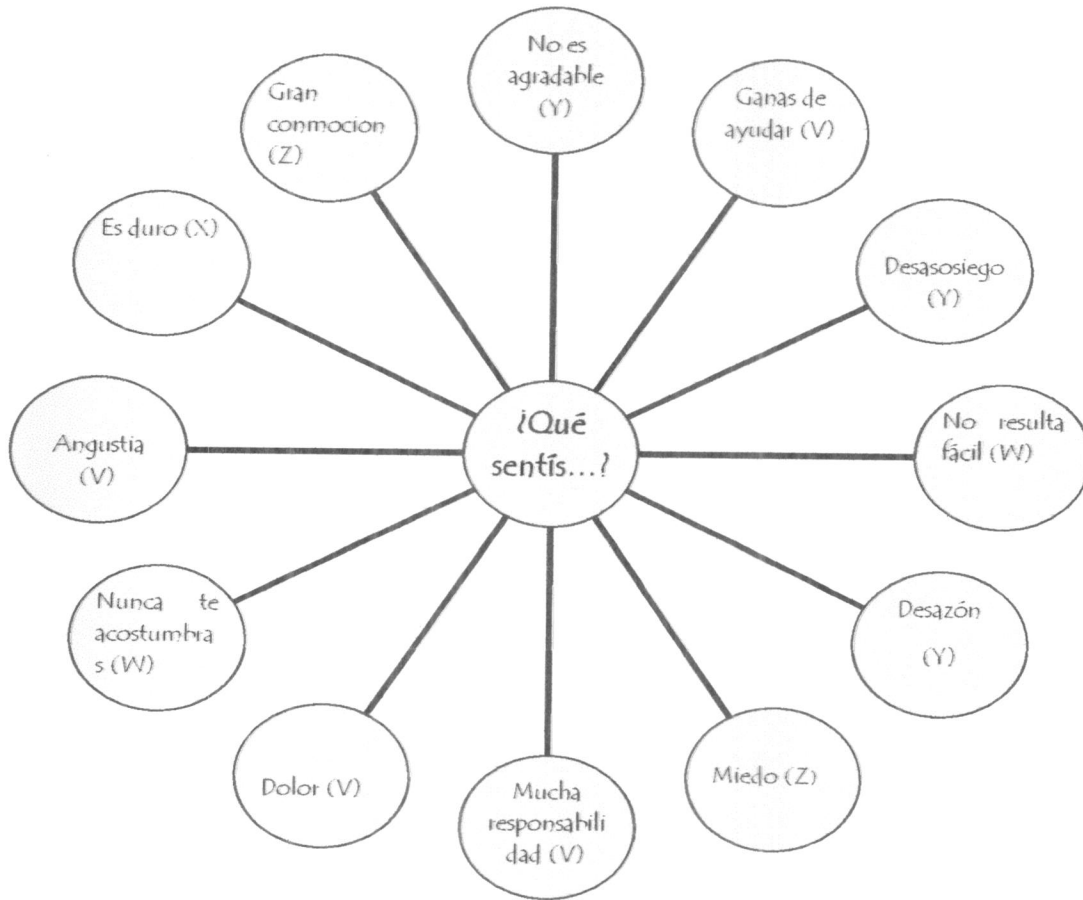 No es
agradable
(Y)
Ganas de
ayudar (V)
Desasosiego
(Y)
No resulta
fácil (W)
Desazón
(Y)
Miedo (Z)
Mucha
responsabili
dad (V)
Dolor (V)
Nunca te
acostumbra
s (W)
Angustia
(V)
Es duro (X)
Gran
conmocion
(Z)
¿Qué
sentís...?